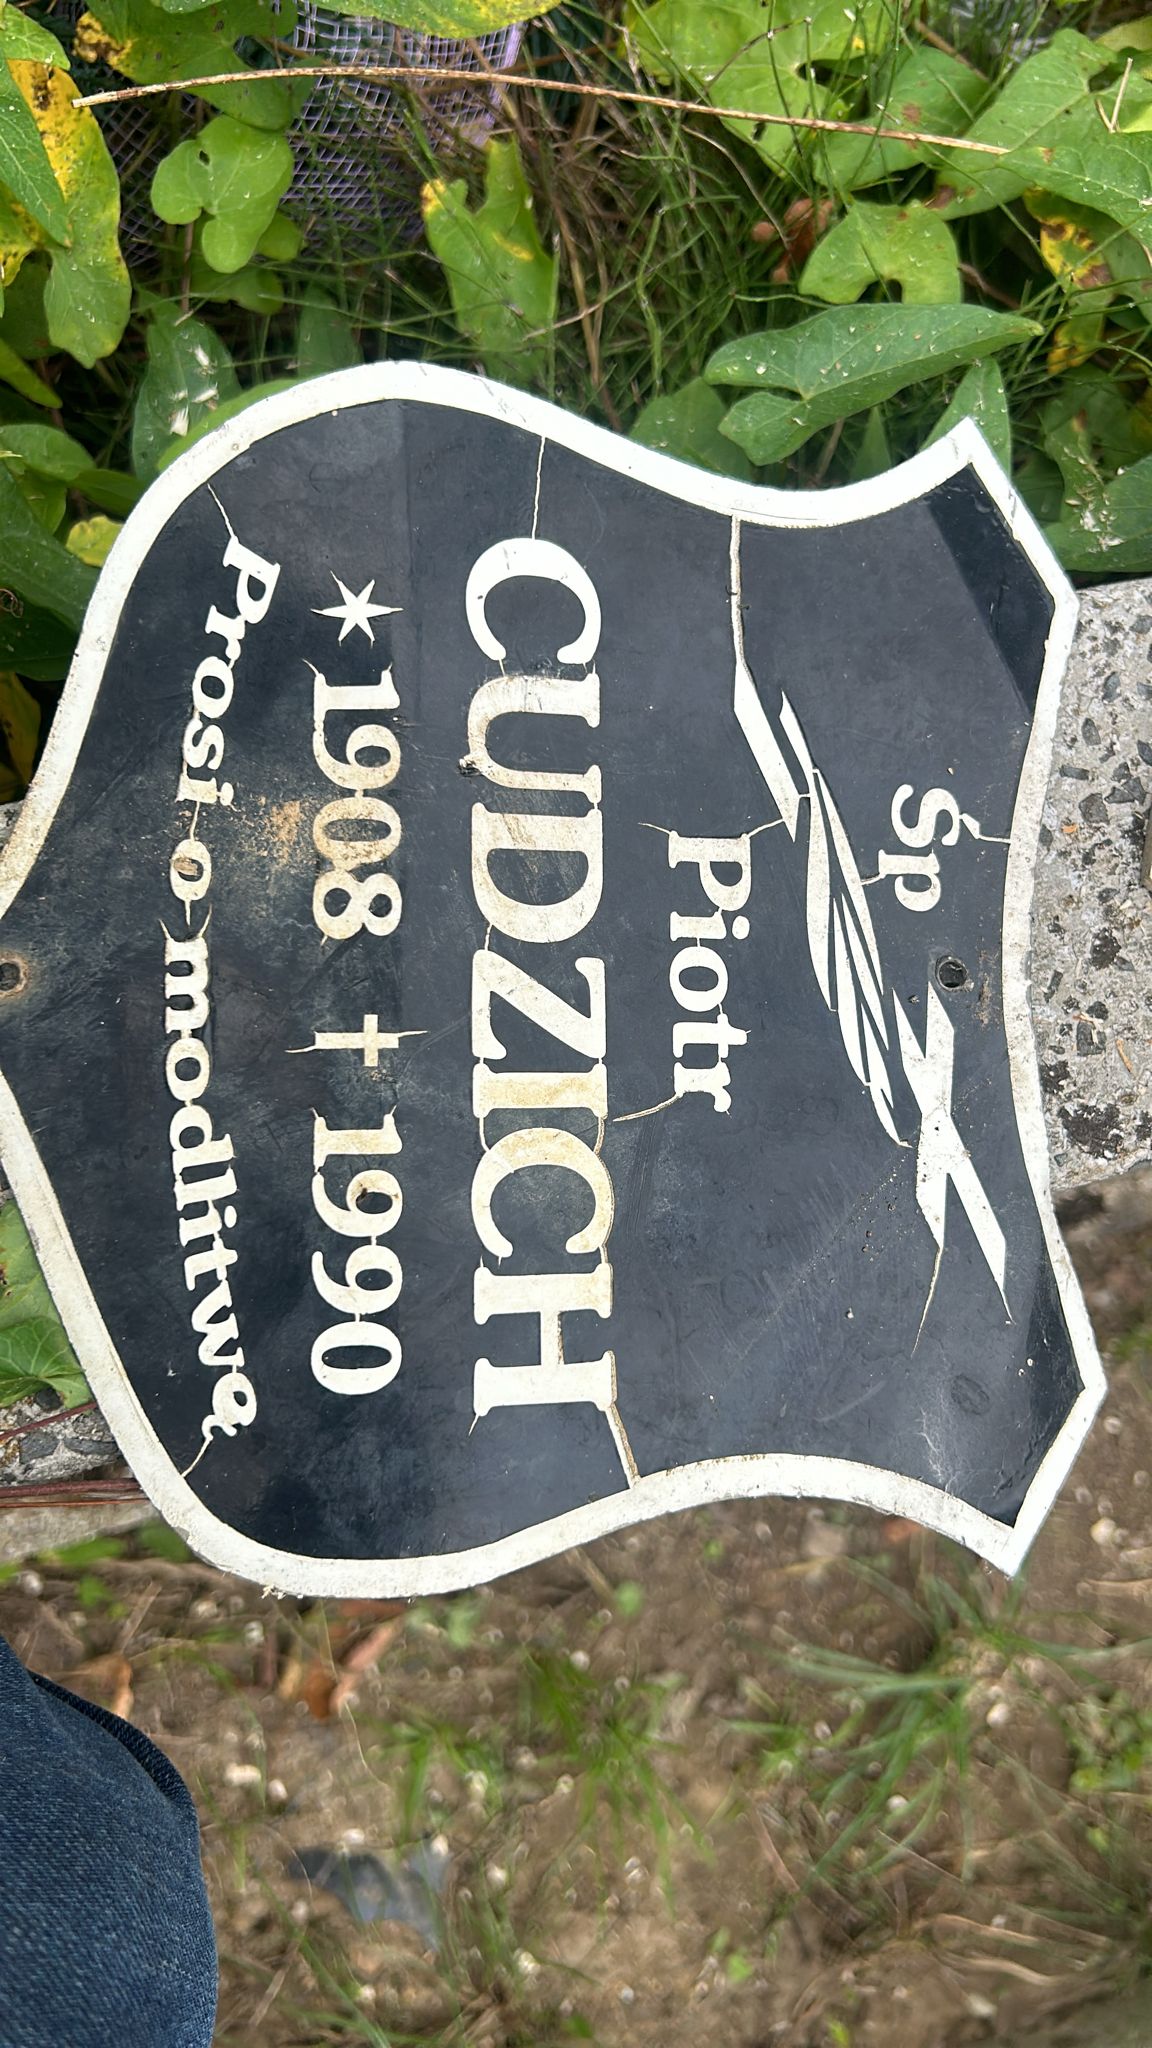 Śp
Piotr
CUDZICH
* 1908 † 1990
Prosi o modlitwę